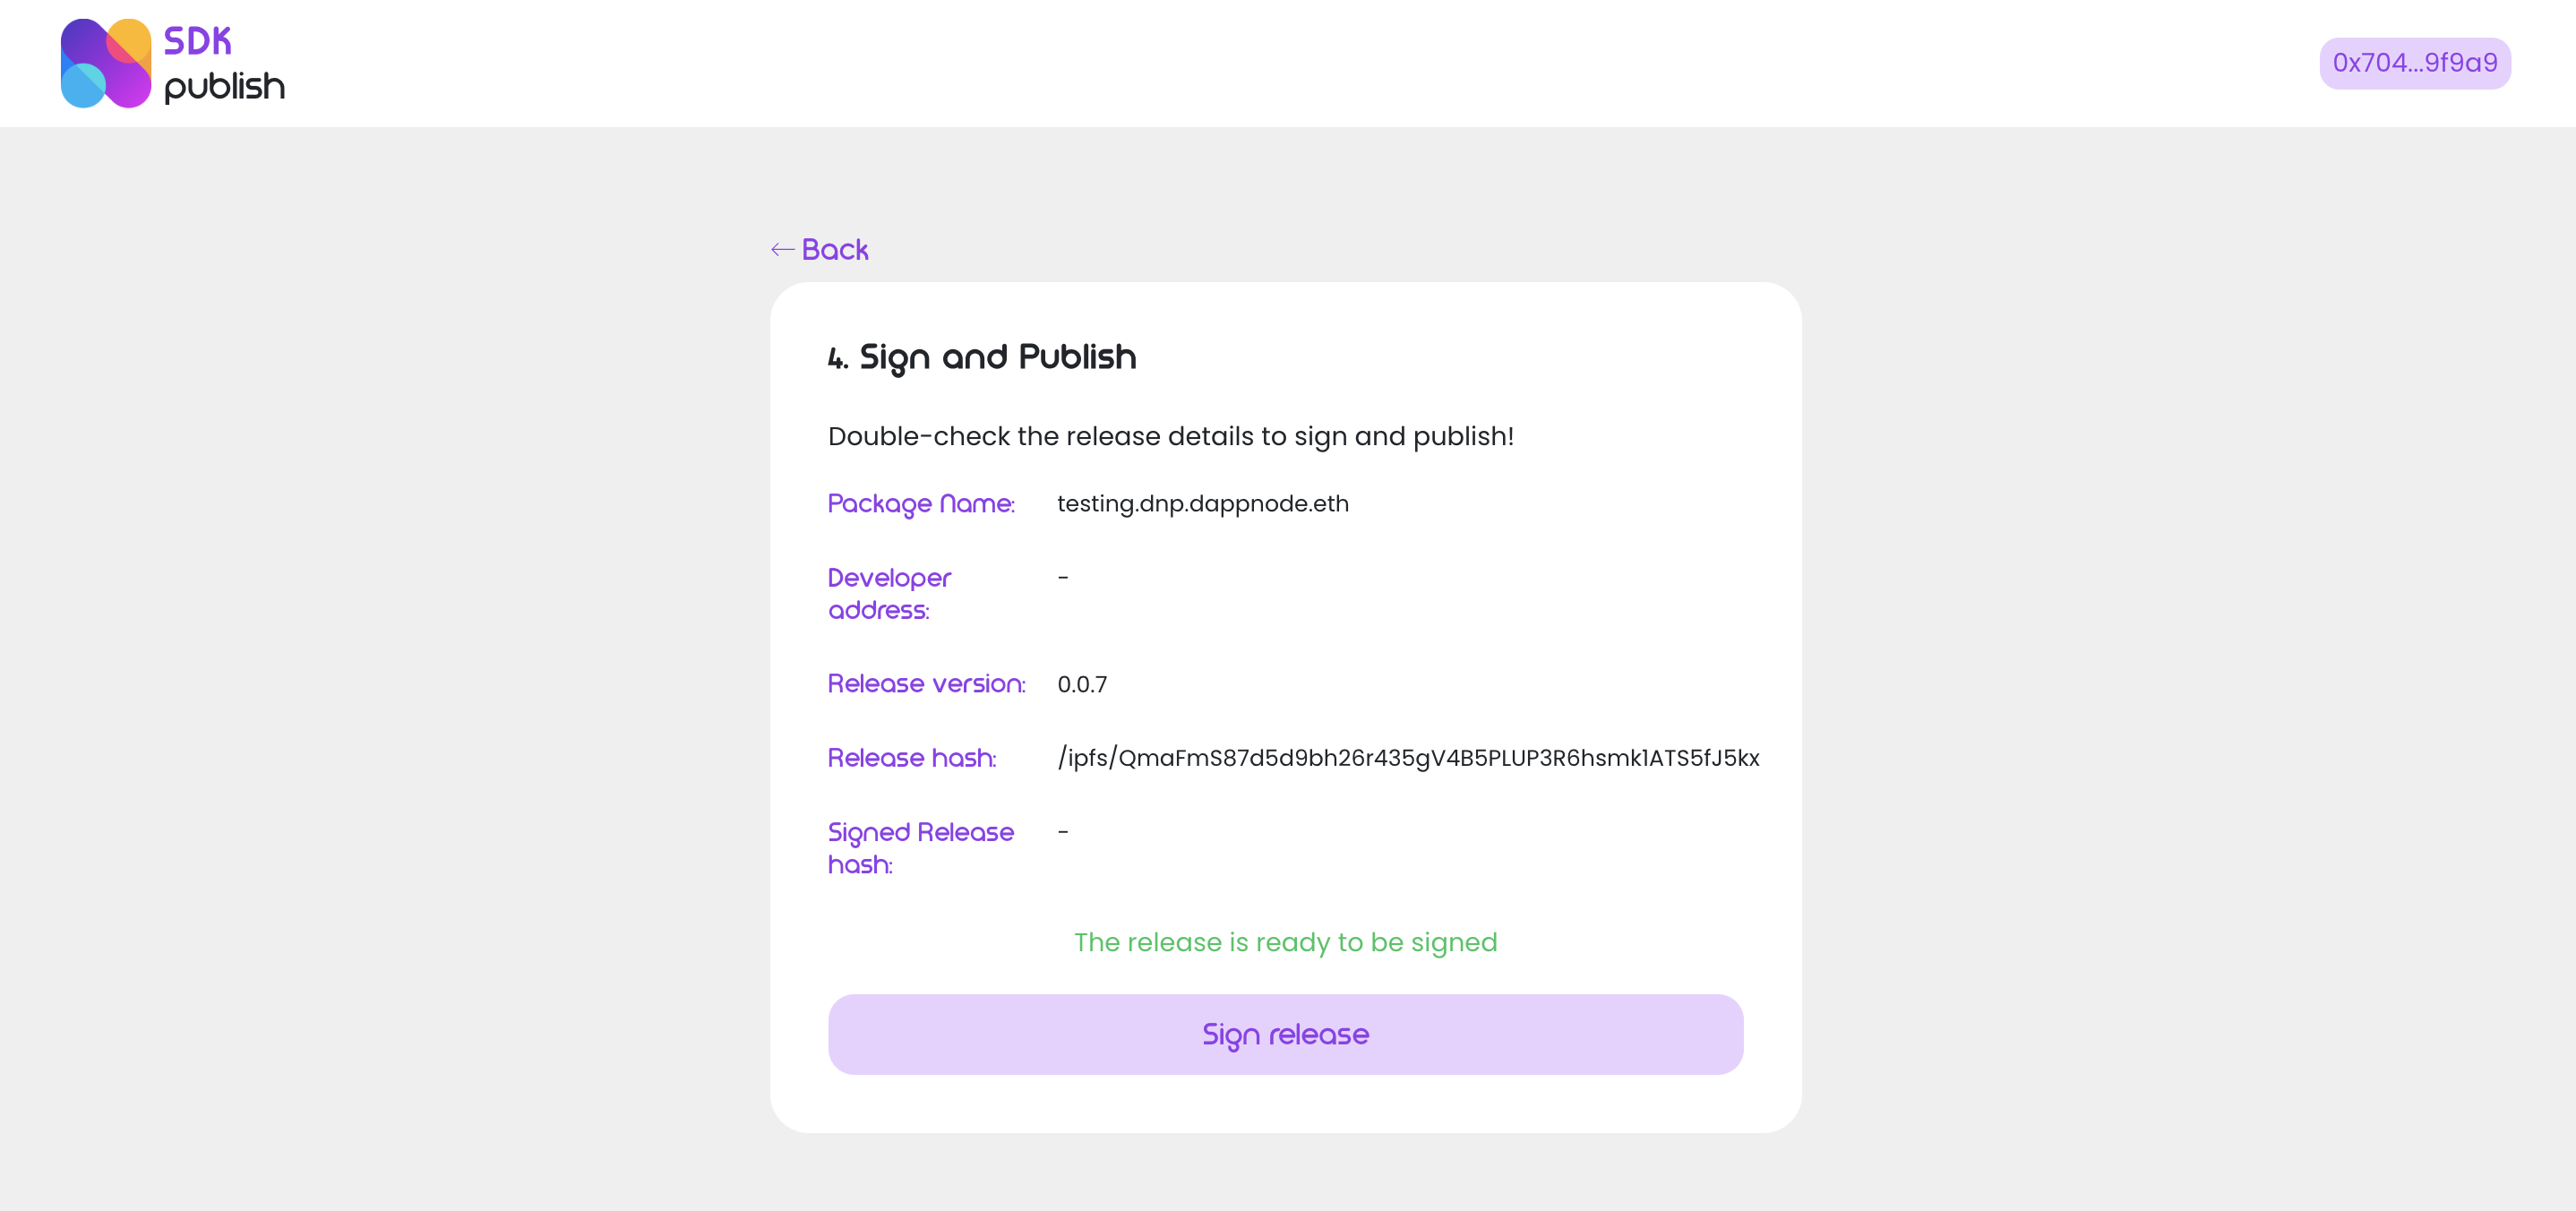 SDK
publish
0x704...9f9a9
← Back
4. Sign and Publish
Double-check the release details to sign and publish!
Package Name: testing.dnp.dappnode.eth
Developer address: -
Release version: 0.0.7
Release hash: /ipfs/QmaFmS87d5d9bh26r435gV4B5PLUP3R6hsmk1ATS5fJ5kx
Signed Release hash: -
The release is ready to be signed
Sign release